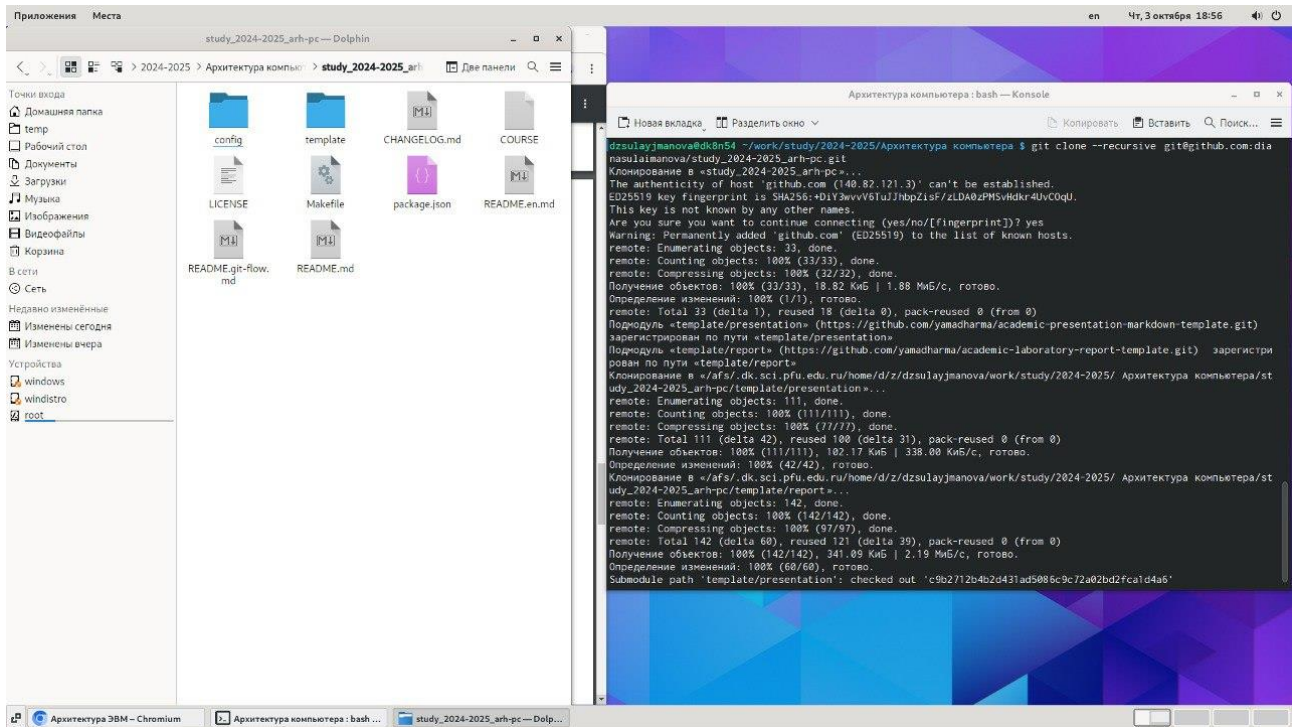 Приложения Места en Чт, 3 октября 18:56
study_2024-2025_arh-pc — Dolphin
2024-2025 > Архитектура компью > study_2024-2025_arh Две панели
Точки входа
Домашняя папка
temp
Рабочий стол
Документы
Загрузки
Музыка
Изображения
Видеофайлы
Корзина
В сети
Сеть
Недавно изменённые
Изменены сегодня
Изменены вчера
Устройства
windows
windistro
root
config template CHANGELOG.md COURSE
LICENSE Makefile package.json README.en.md
README.git-flow.
md
README.md
Архитектура компьютера : bash — Konsole
Новая вкладка Разделить окно Копировать Вставить Поиск...
dzsulayjmanova@dk8n54 ~/work/study/2024-2025/Архитектура компьютера $ git clone --recursive git@github.com:dia
nasulaimanova/study_2024-2025_arh-pc.git
Клонирование в «study_2024-2025_arh-pc»...
The authenticity of host 'github.com (140.82.121.3)' can't be established.
ED25519 key fingerprint is SHA256:+DiY3wvvV6TuJJhbpZisF/zLDA0zPMSvHdkr4UvCOqU.
This key is not known by any other names.
Are you sure you want to continue connecting (yes/no/[fingerprint])? yes
Warning: Permanently added 'github.com' (ED25519) to the list of known hosts.
remote: Enumerating objects: 33, done.
remote: Counting objects: 100% (33/33), done.
remote: Compressing objects: 100% (32/32), done.
Получение объектов: 100% (33/33), 18.82 КиБ | 1.88 МиБ/с, готово.
Определение изменений: 100% (1/1), готово.
remote: Total 33 (delta 1), reused 18 (delta 0), pack-reused 0 (from 0)
Подмодуль «template/presentation» (https://github.com/yamadharma/academic-presentation-markdown-template.git)
зарегистрирован по пути «template/presentation»
Подмодуль «template/report» (https://github.com/yamadharma/academic-laboratory-report-template.git) зарегистри
рован по пути «template/report»
Клонирование в «/afs/.dk.sci.pfu.edu.ru/home/d/z/dzsulayjmanova/work/study/2024-2025/ Архитектура компьютера/st
udy_2024-2025_arh-pc/template/presentation»...
remote: Enumerating objects: 111, done.
remote: Counting objects: 100% (111/111), done.
remote: Compressing objects: 100% (77/77), done.
remote: Total 111 (delta 42), reused 100 (delta 31), pack-reused 0 (from 0)
Получение объектов: 100% (111/111), 102.17 КиБ | 338.00 КиБ/с, готово.
Определение изменений: 100% (42/42), готово.
Клонирование в «/afs/.dk.sci.pfu.edu.ru/home/d/z/dzsulayjmanova/work/study/2024-2025/ Архитектура компьютера/st
udy_2024-2025_arh-pc/template/report»...
remote: Enumerating objects: 142, done.
remote: Counting objects: 100% (142/142), done.
remote: Compressing objects: 100% (97/97), done.
remote: Total 142 (delta 60), reused 121 (delta 39), pack-reused 0 (from 0)
Получение объектов: 100% (142/142), 341.09 КиБ | 2.19 МиБ/с, готово.
Определение изменений: 100% (60/60), готово.
Submodule path 'template/presentation': checked out 'c9b2712b4b2d431ad5086c9c72a02bd2fca1d4a6'
Архитектура ЭВМ – Chromium Архитектура компьютера : bash ... study_2024-2025_arh-pc — Dolp...